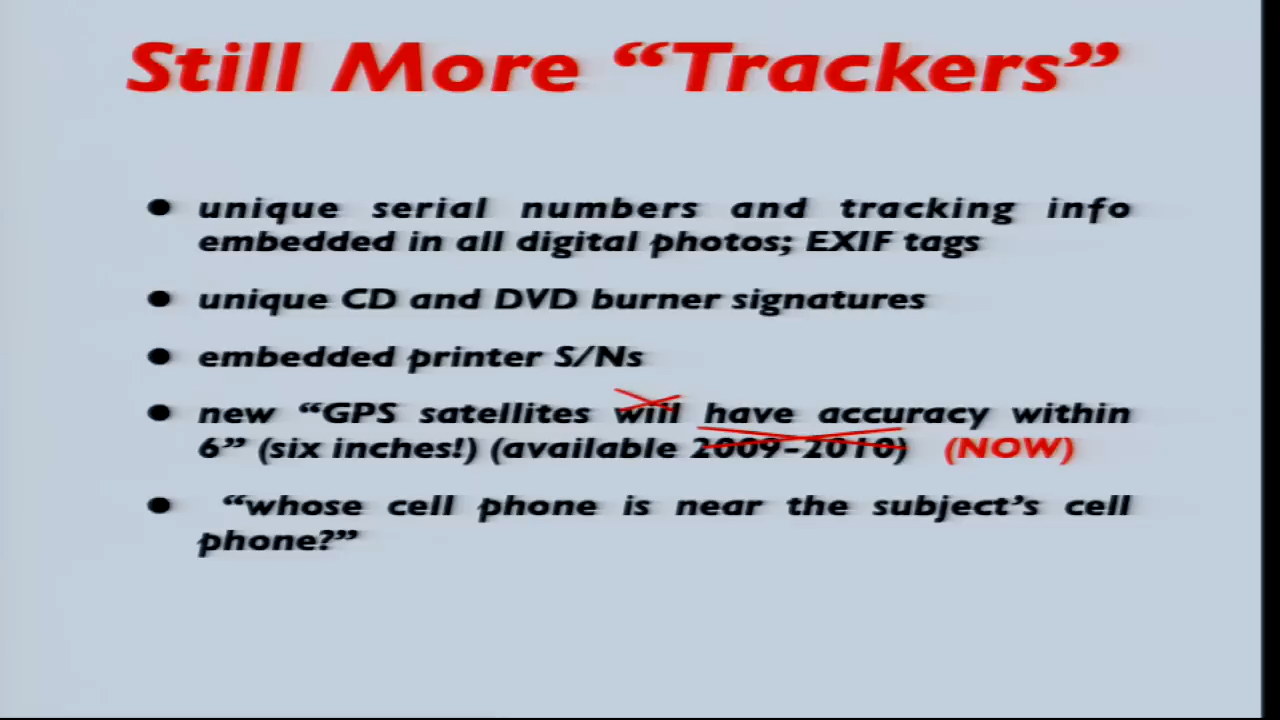 Still More “Trackers”
● unique serial numbers and tracking info
embedded in all digital photos; EXIF tags
● unique CD and DVD burner signatures
● embedded printer S/Ns
● new “GPS satellites will have accuracy within
6” (six inches!) (available 2009-2010) (NOW)
● “whose cell phone is near the subject’s cell
phone?”